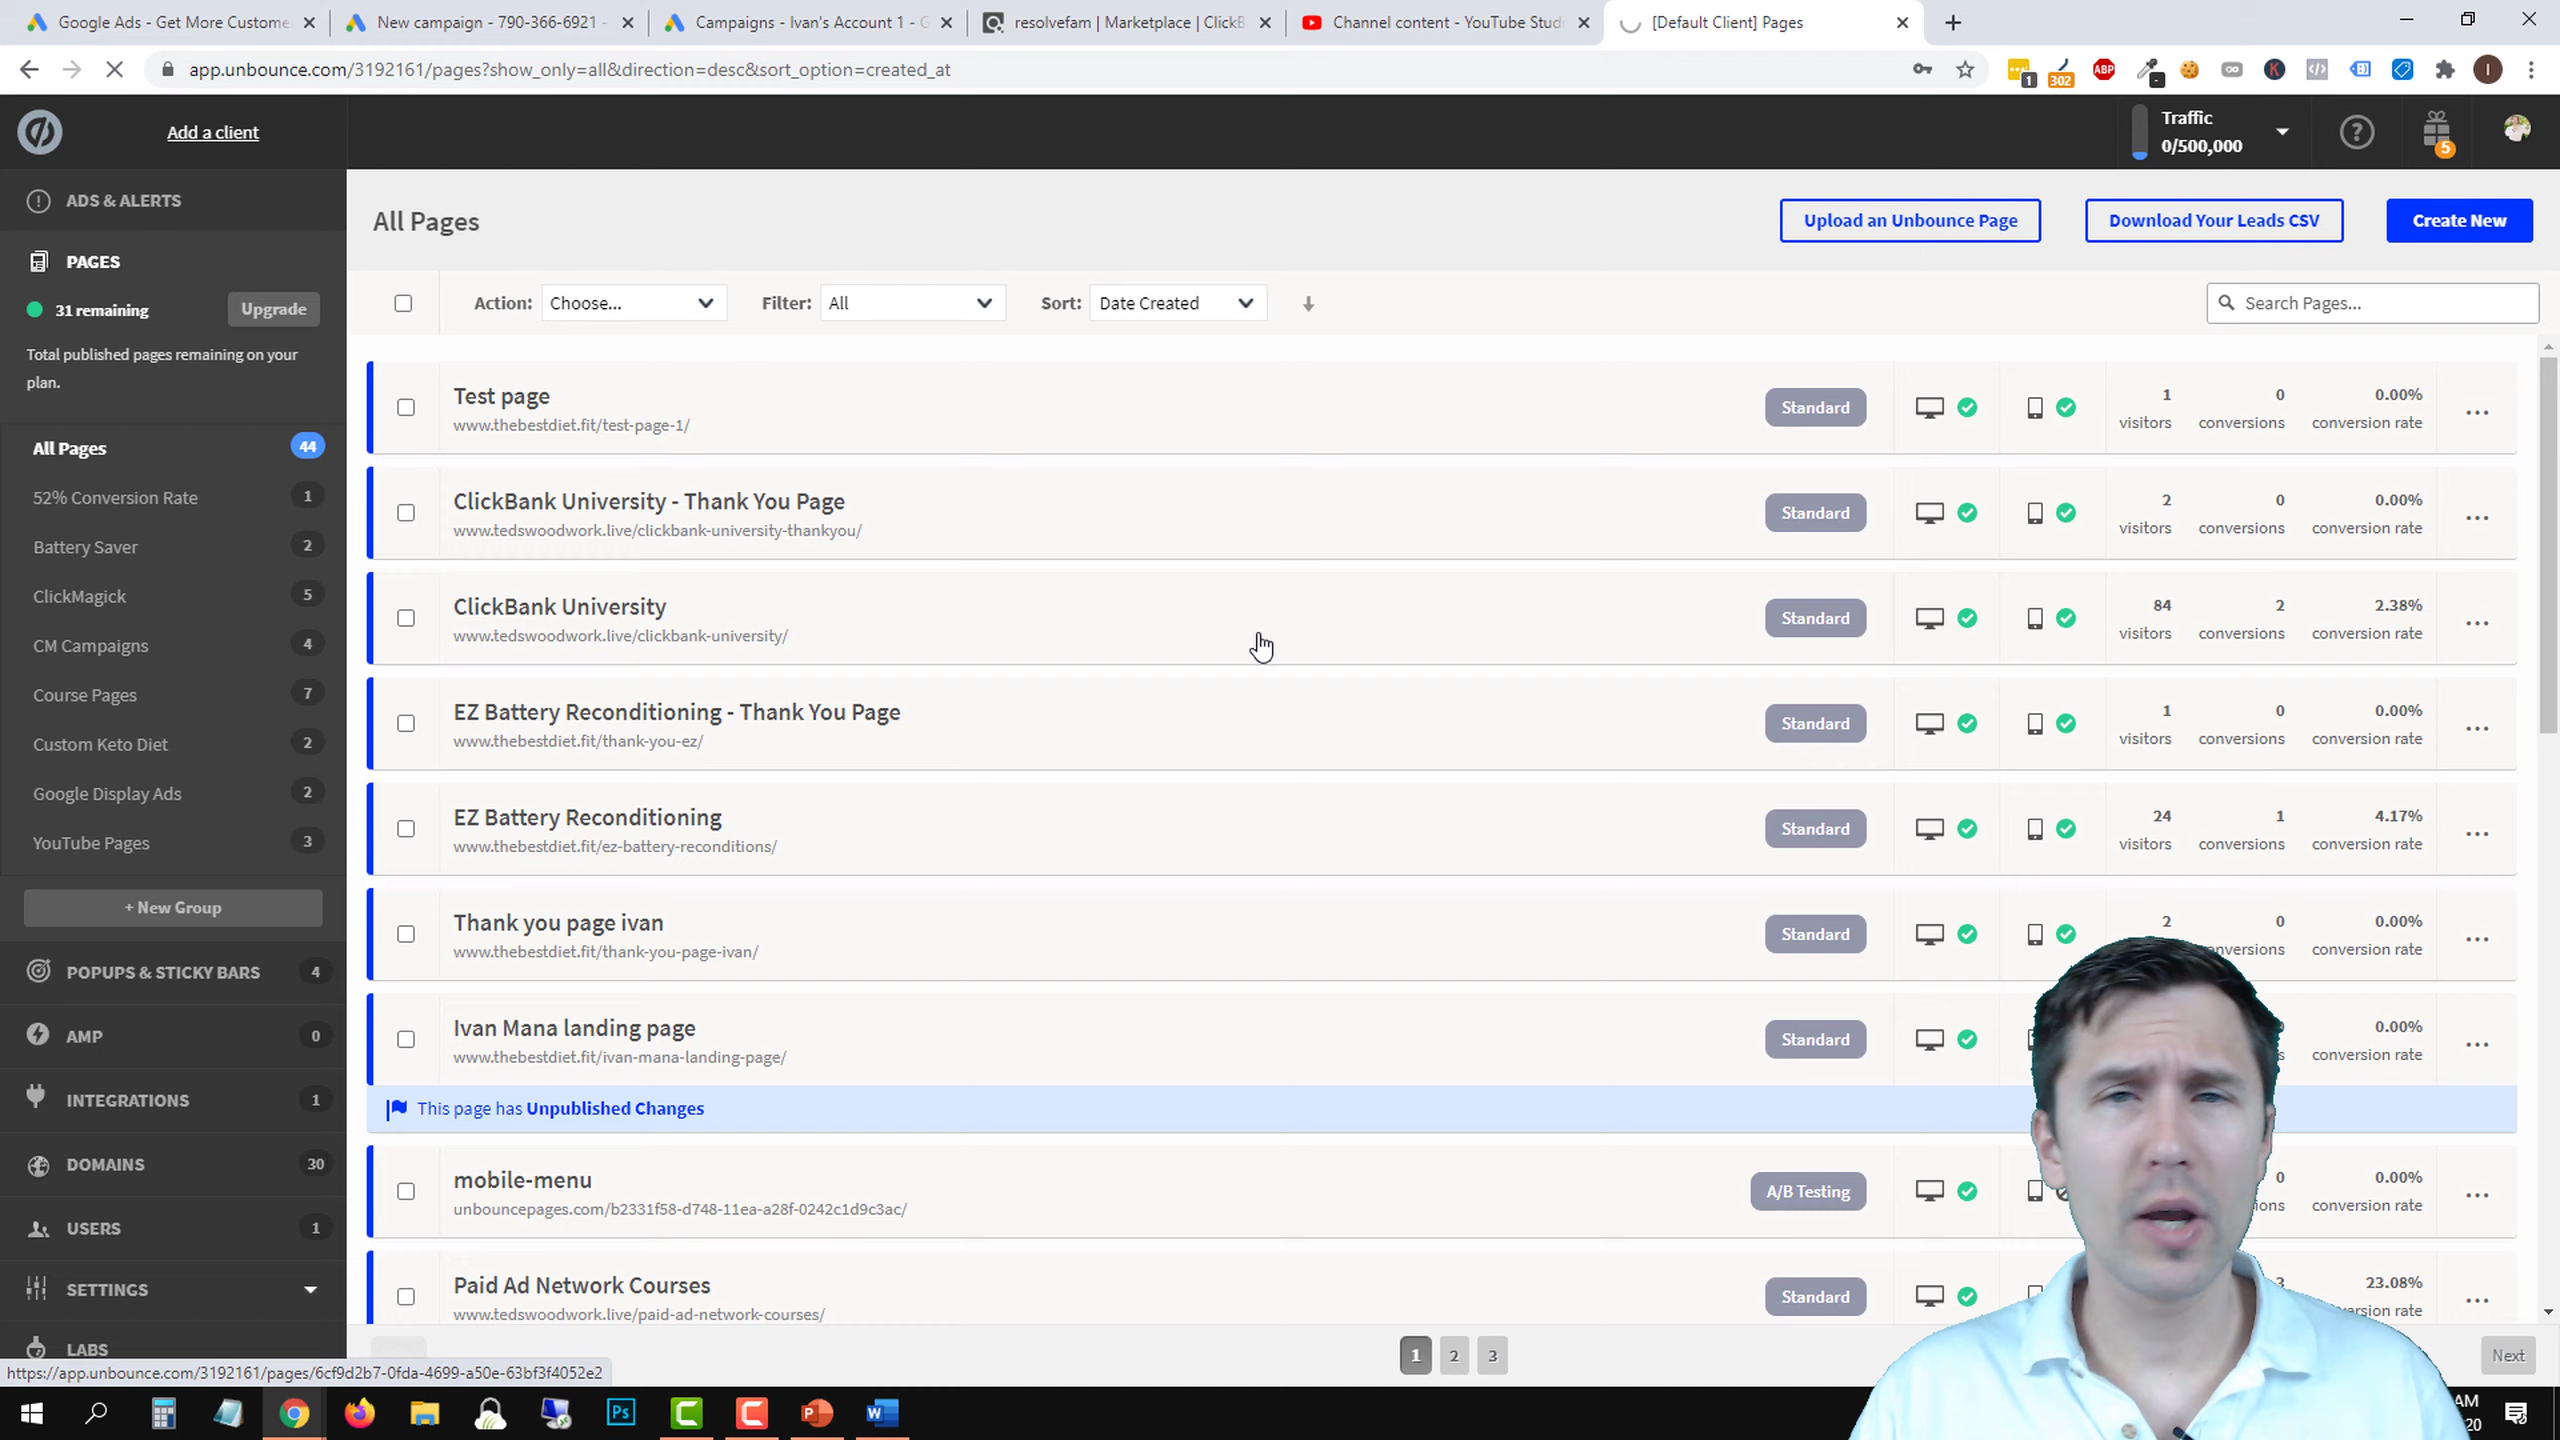 Google Ads - Get More Custome
New campaign - 790-366-6921 -
Campaigns - Ivan's Account 1 - G
resolvefam | Marketplace | ClickB
Channel content - YouTube Studi
[Default Client] Pages
app.unbounce.com/3192161/pages?show_only=all&direction=desc&sort_option=created_at
1
302
ABP
K
I
Add a client
Traffic
0/500,000
5
ADS & ALERTS
PAGES
31 remaining
Upgrade
Total published pages remaining on your
plan.
All Pages 44
52% Conversion Rate 1
Battery Saver 2
ClickMagick 5
CM Campaigns 4
Course Pages 7
Custom Keto Diet 2
Google Display Ads 2
YouTube Pages 3
+ New Group
POPUPS & STICKY BARS 4
AMP 0
INTEGRATIONS 1
DOMAINS 30
USERS 1
SETTINGS
LABS
All Pages
Upload an Unbounce Page
Download Your Leads CSV
Create New
Action: Choose...
Filter: All
Sort: Date Created
Search Pages...
Test page
www.thebestdiet.fit/test-page-1/
Standard
1 0 0.00%
visitors conversions conversion rate
ClickBank University - Thank You Page
www.tedswoodwork.live/clickbank-university-thankyou/
Standard
2 0 0.00%
visitors conversions conversion rate
ClickBank University
www.tedswoodwork.live/clickbank-university/
Standard
84 2 2.38%
visitors conversions conversion rate
EZ Battery Reconditioning - Thank You Page
www.thebestdiet.fit/thank-you-ez/
Standard
1 0 0.00%
visitors conversions conversion rate
EZ Battery Reconditioning
www.thebestdiet.fit/ez-battery-reconditions/
Standard
24 1 4.17%
visitors conversions conversion rate
Thank you page ivan
www.thebestdiet.fit/thank-you-page-ivan/
Standard
2 0 0.00%
nversions conversion rate
Ivan Mana landing page
www.thebestdiet.fit/ivan-mana-landing-page/
Standard
0.00%
conversion rate
This page has Unpublished Changes
mobile-menu
unbouncepages.com/b2331f58-d748-11ea-a28f-0242c1d9c3ac/
A/B Testing
0 0.00%
ions conversion rate
Paid Ad Network Courses
www.tedswoodwork.live/paid-ad-network-courses/
Standard
3 23.08%
conversion rate
1 2 3
Next
https://app.unbounce.com/3192161/pages/6cf9d2b7-0fda-4699-a50e-63bf3f4052e2
Ps
C
C
P
W
AM
20